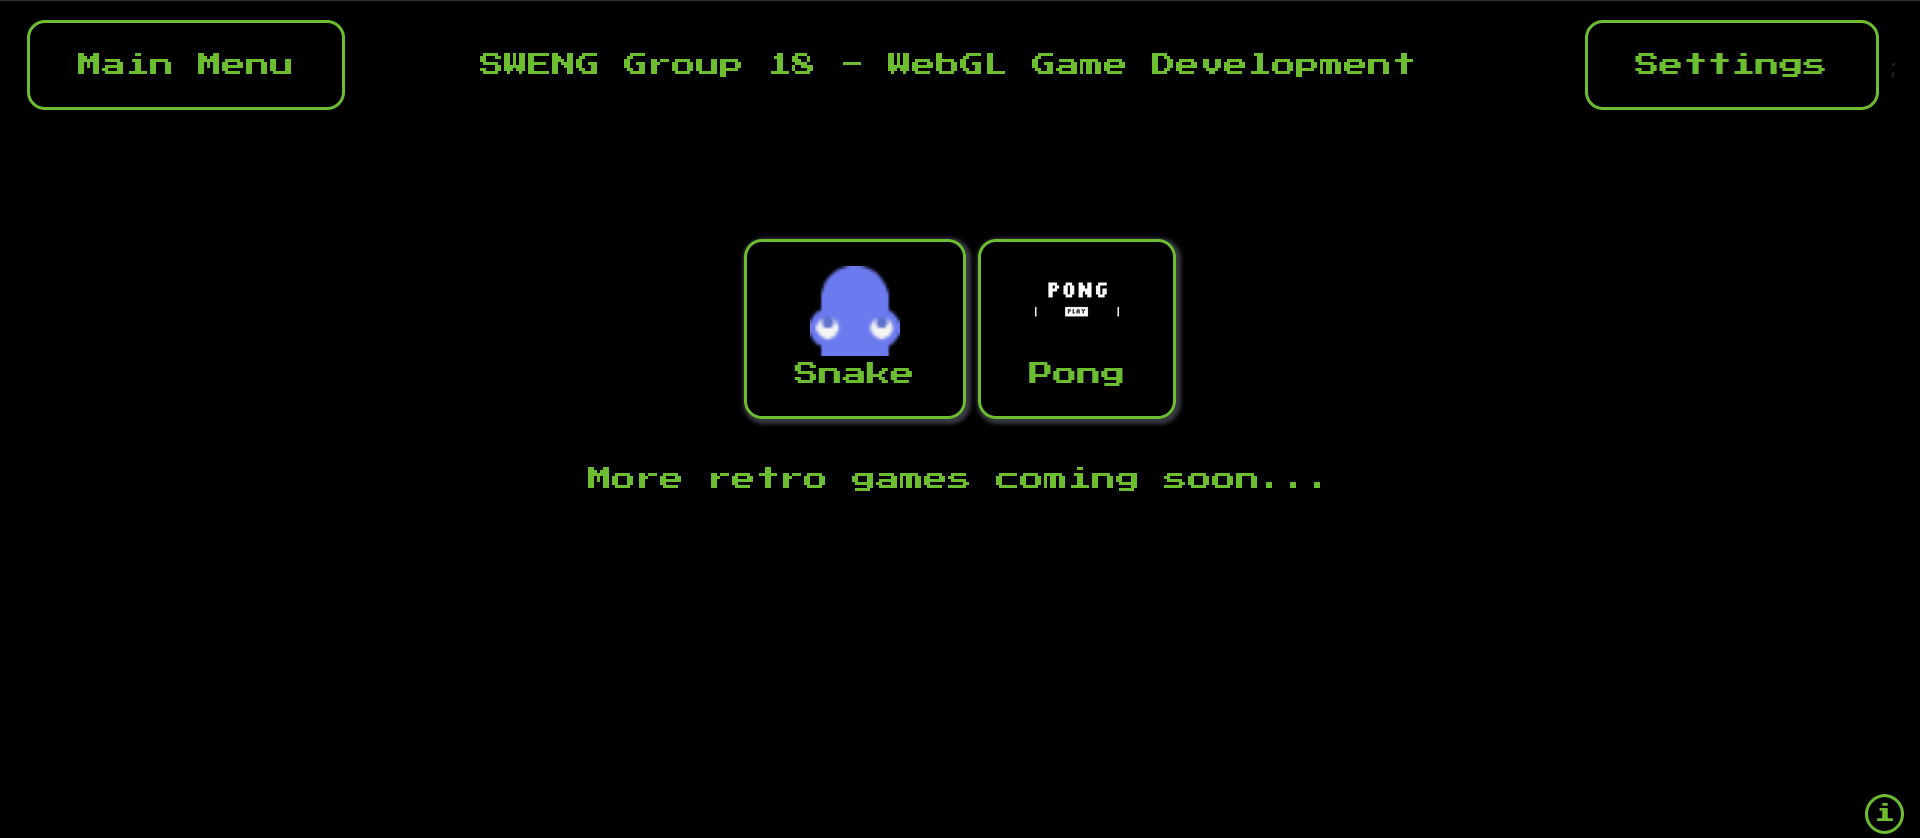 Main Menu
SWENG Group 18 - WebGL Game Development
Settings
;
PONG
PLAY
Snake
Pong
More retro games coming soon...
i